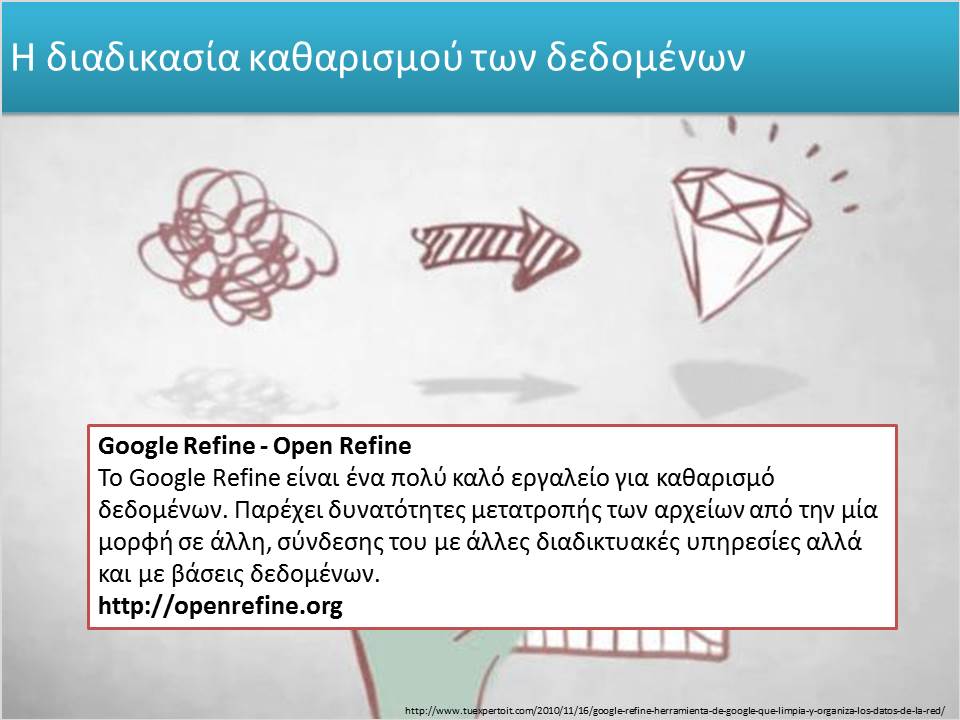 Η διαδικασία καθαρισμού των δεδομένων
Google Refine - Open Refine
Το Google Refine είναι ένα πολύ καλό εργαλείο για καθαρισμό
δεδομένων. Παρέχει δυνατότητες μετατροπής των αρχείων από την μία
μορφή σε άλλη, σύνδεσης του με άλλες διαδικτυακές υπηρεσίες αλλά
και με βάσεις δεδομένων.
http://openrefine.org
http://www.tuexpertoit.com/2010/11/16/google-refine-herramienta-de-google-que-limpia-y-organiza-los-datos-de-la-red/